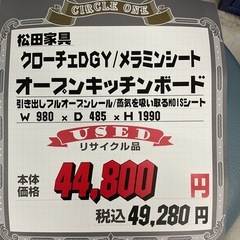 CIRCLE ONE
松田家具
クローチェDGY/メラミンシート
オープンキッチンボード
引き出しフルオープンレール/蒸気を吸い取るMOISシート
W 980 × D 485 × H 1990
USED
リサイクル品
本体価格 44,800 円
税込 49,280 円